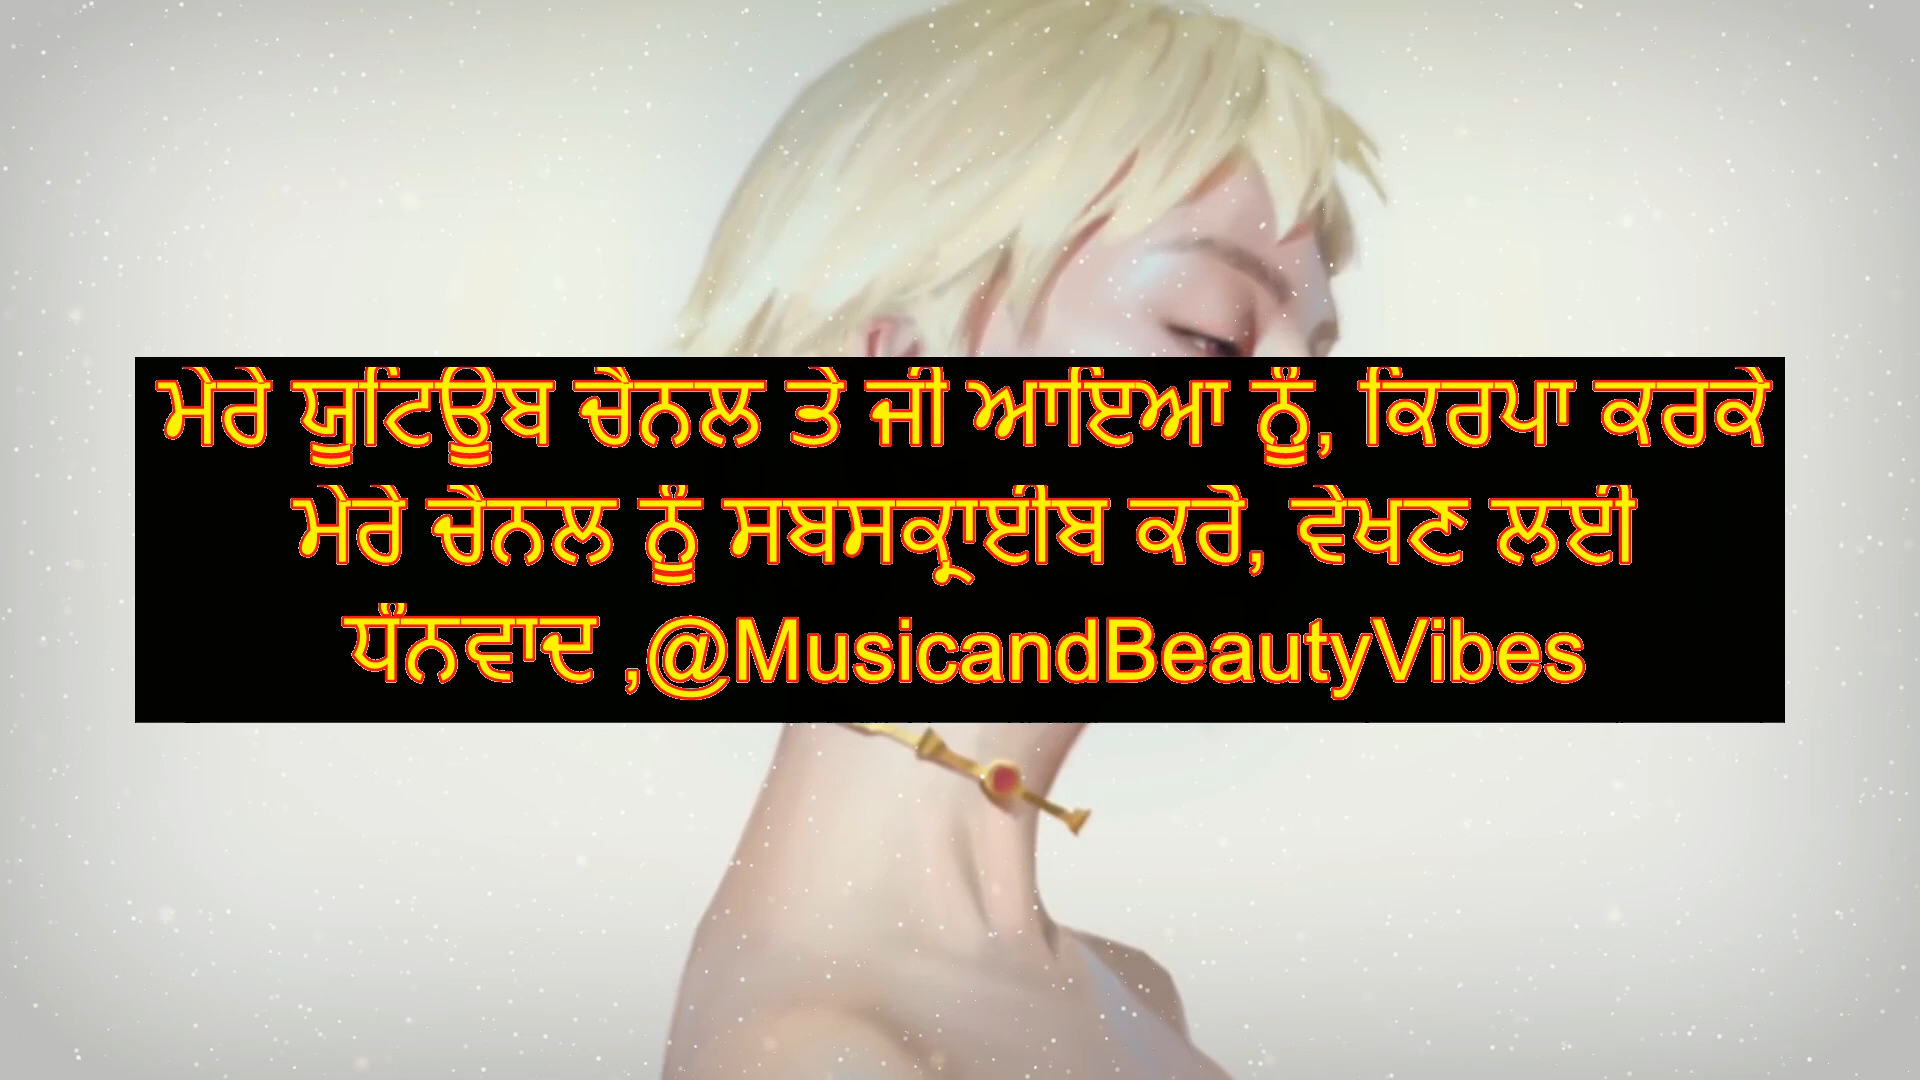 ਮੇਰੇ ਯੂਟਿਊਬ ਚੈਨਲ ਤੇ ਜੀ ਆਇਆ ਨੂੰ, ਕਿਰਪਾ ਕਰਕੇ
ਮੇਰੇ ਚੈਨਲ ਨੂੰ ਸਬਸਕ੍ਰਾਈਬ ਕਰੋ, ਵੇਖਣ ਲਈ
ਧੰਨਵਾਦ ,@MusicandBeautyVibes